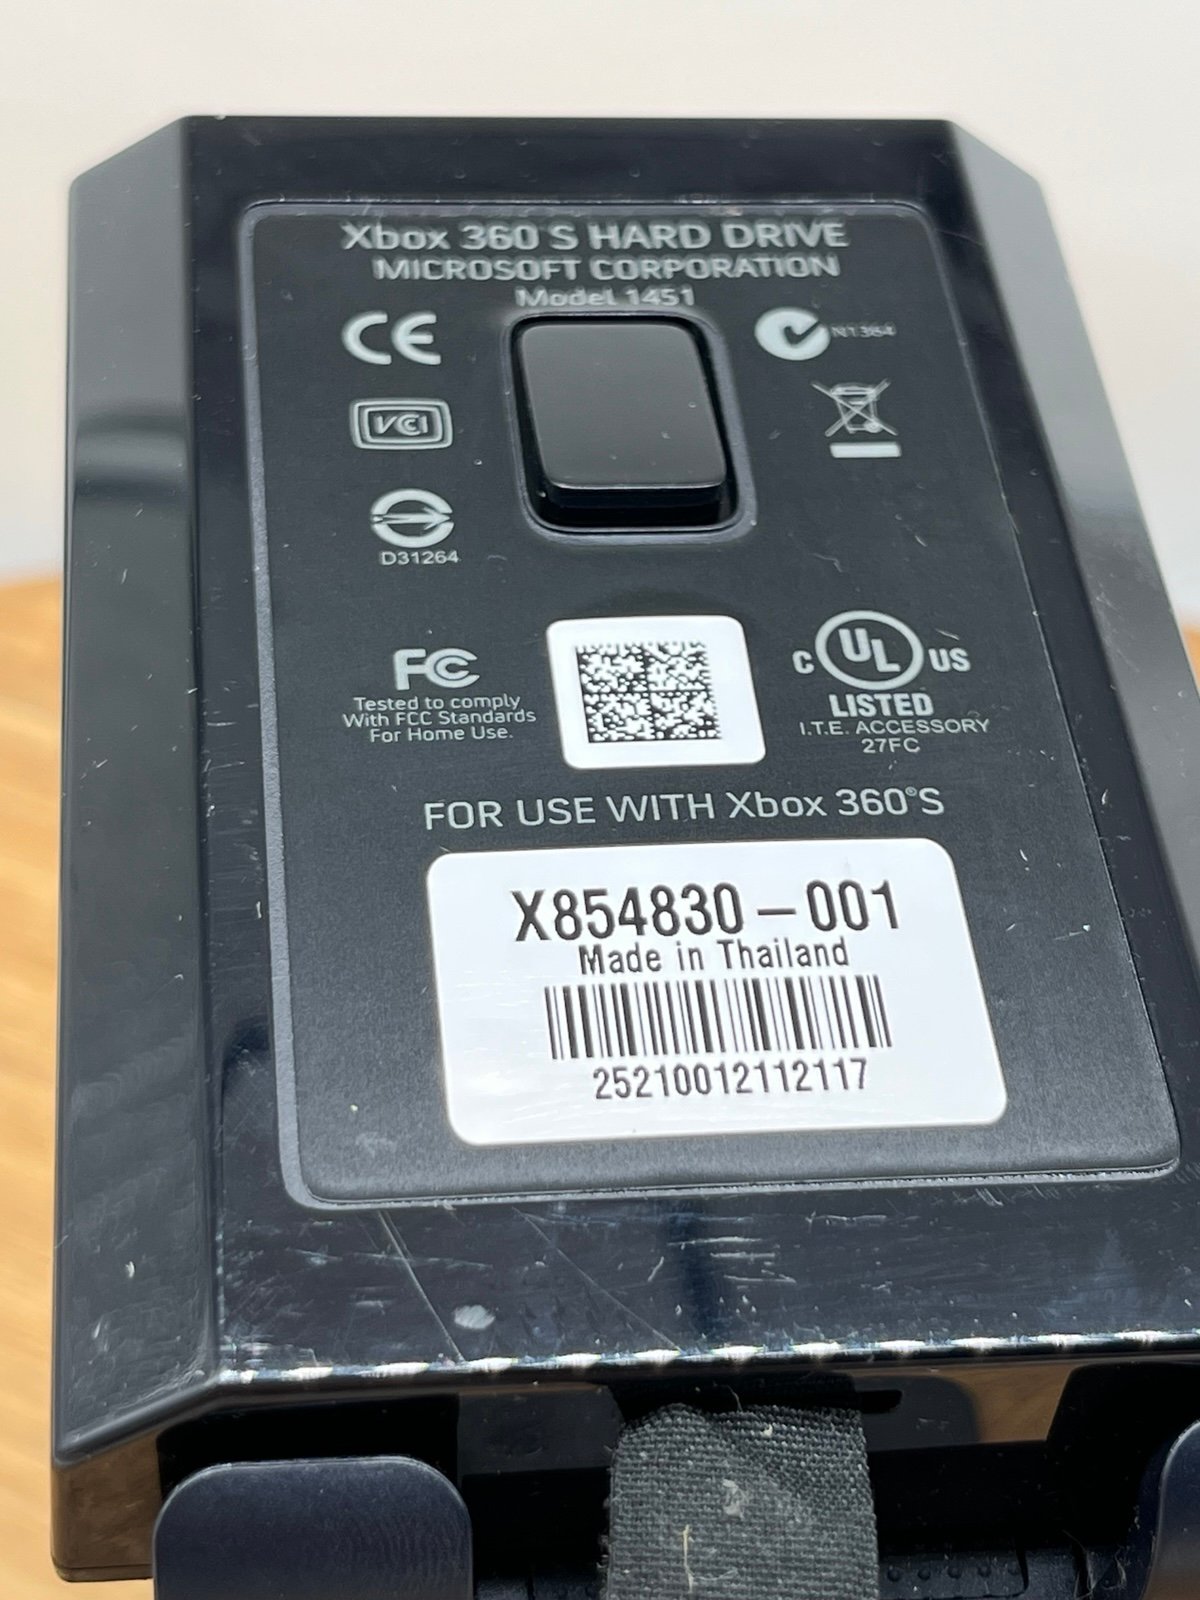 Xbox 360 S HARD DRIVE
MICROSOFT CORPORATION
Model 1451
CE
N1364
VCI
D31264
FC
Tested to comply
With FCC Standards
For Home Use.
C UL US
LISTED
I.T.E. ACCESSORY
27FC
FOR USE WITH Xbox 360® S
X854830-001
Made in Thailand
25210012112117